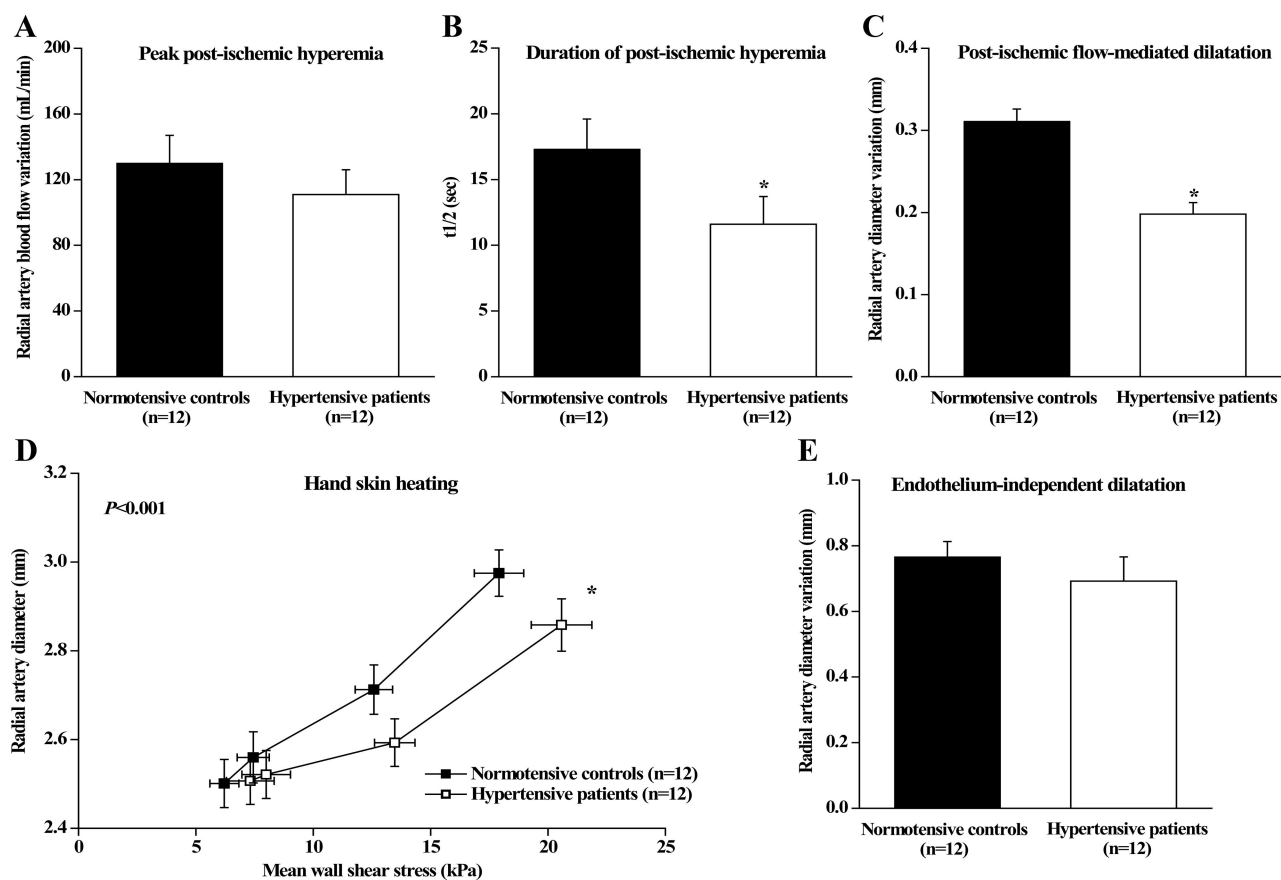 A
Peak post-ischemic hyperemia
Radial artery blood flow variation (mL/min)
200
160
120
80
40
0
Normotensive controls
(n=12)
Hypertensive patients
(n=12)
B
Duration of post-ischemic hyperemia
t1/2 (sec)
25
20
15
10
5
0
*
Normotensive controls
(n=12)
Hypertensive patients
(n=12)
C
Post-ischemic flow-mediated dilatation
Radial artery diameter variation (mm)
0.4
0.3
0.2
0.1
0.0
*
Normotensive controls
(n=12)
Hypertensive patients
(n=12)
D
Hand skin heating
P<0.001
Radial artery diameter (mm)
3.2
3.0
2.8
2.6
2.4
*
Normotensive controls (n=12)
Hypertensive patients (n=12)
0 5 10 15 20 25
Mean wall shear stress (kPa)
E
Endothelium-independent dilatation
Radial artery diameter variation (mm)
1.0
0.8
0.6
0.4
0.2
0.0
Normotensive controls
(n=12)
Hypertensive patients
(n=12)